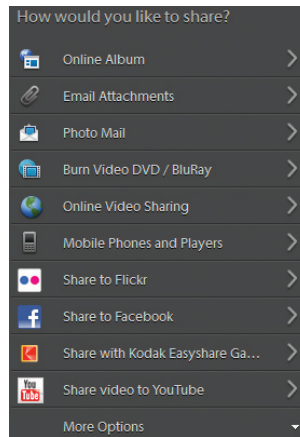 How would you like to share?
Online Album
Email Attachments
Photo Mail
Burn Video DVD / BluRay
Online Video Sharing
Mobile Phones and Players
Share to Flickr
Share to Facebook
Share with Kodak Easyshare Ga...
You
Tube
Share video to YouTube
More Options